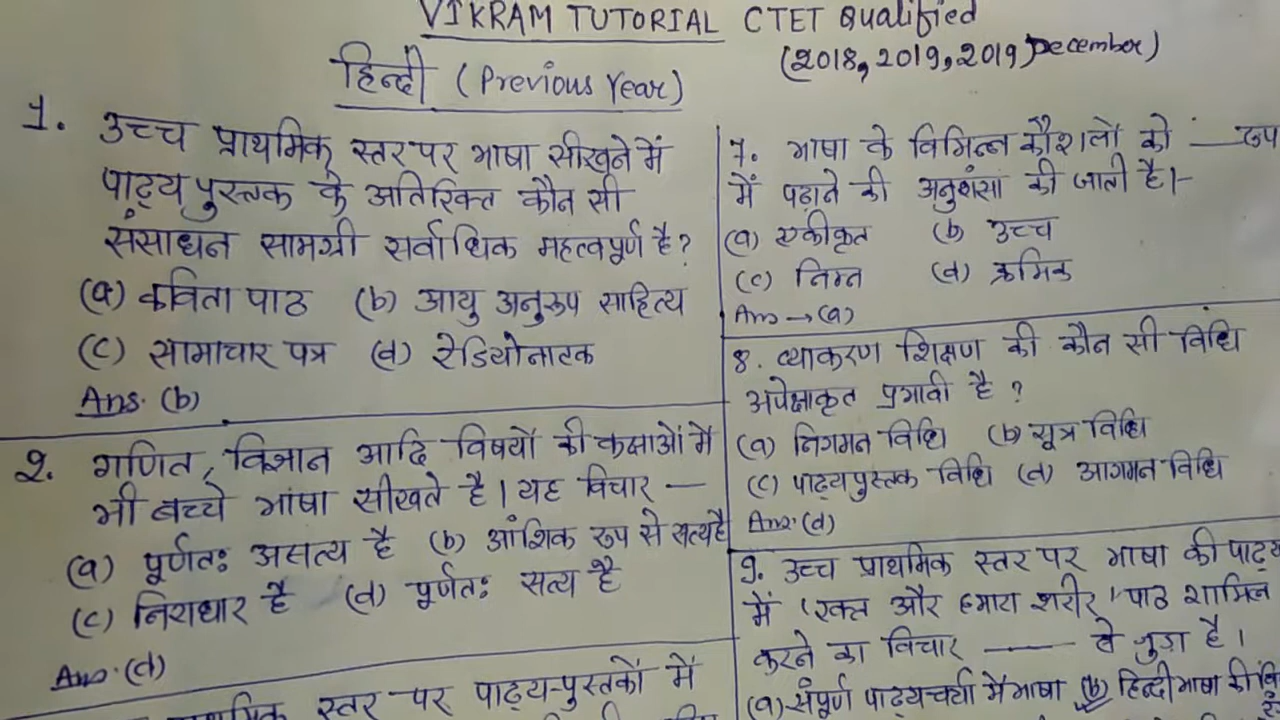 VIKRAM TUTORIAL CTET Qualified
(2018, 2019, 2019 December)
हिन्दी (Previous Year)
1. उच्च प्राथमिक स्तर पर भाषा सीखने में
पाठ्य पुस्तक के अतिरिक्त कौन सी
संसाधन सामग्री सर्वाधिक महत्वपूर्ण है?
(a) कविता पाठ (b) आयु अनुरूप साहित्य
(c) सामाचार पत्र (d) रेडियोनाटक
Ans. (b)
2. गणित, विज्ञान आदि विषयों की कक्षाओं में
भी बच्चे भाषा सीखते है। यह विचार —
(a) पूर्णतः असत्य है (b) आंशिक रूप से सत्य है
(c) निराधार है (d) पूर्णतः सत्य है
Ans. (d)
स्तर पर पाठ्य-पुस्तकों में
7. भाषा के विभिन्न कौशलों को — रूप
में पढ़ाने की अनुशंसा की जाती है।-
(a) एकीकृत (b) उच्च
(c) निम्न (d) क्रमिक
Ans → (a)
8. व्याकरण शिक्षण की कौन सी विधि
अपेक्षाकृत प्रभावी है ?
(a) निगमन विधि (b) सूत्र विधि
(c) पाठ्यपुस्तक विधि (d) आगमन विधि
Ans. (d)
9. उच्च प्राथमिक स्तर पर भाषा की पाठ्य
में 'रक्त और हमारा शरीर' पाठ शामिल
करने का विचार —— से जुड़ा है।
(a) संपूर्ण पाठ्यचर्या में भाषा (b) हिन्दी भाषा की